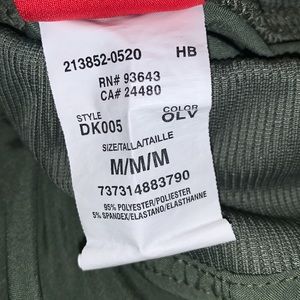 213852-0520 HB
RN# 93643
CA# 24480
STYLE COLOR
DK005 OLV
SIZE/TALLA/TAILLE
M/M/M
737314883790
95% POLYESTER/POLIESTER
5% SPANDEX/ELASTANO/ELASTHANNE